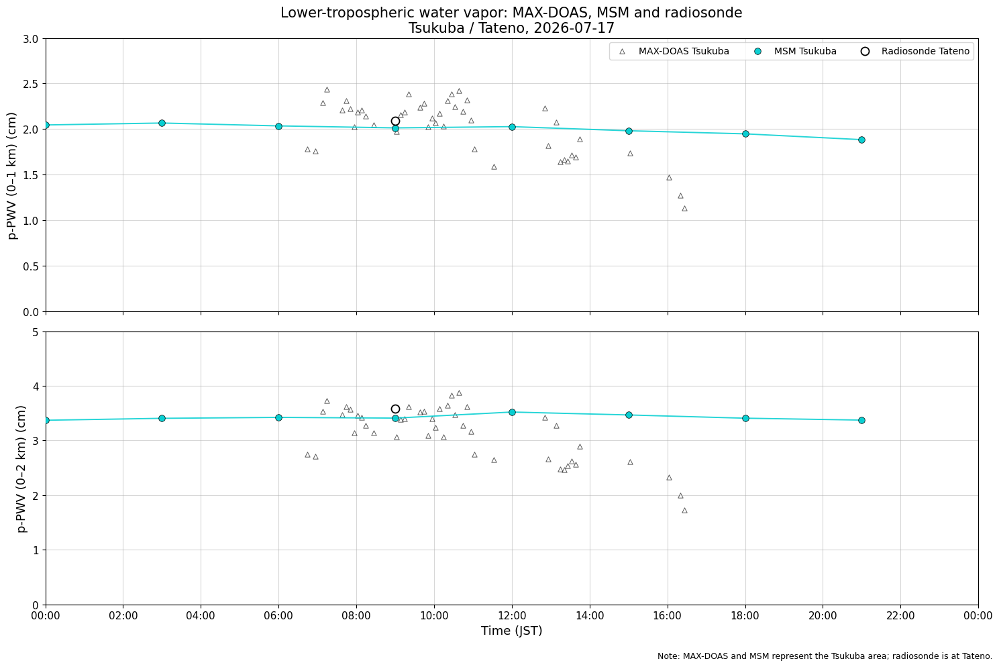 Lower-tropospheric water vapor: MAX-DOAS, MSM and radiosonde
Tsukuba / Tateno, 2026-07-17
MAX-DOAS Tsukuba
MSM Tsukuba
Radiosonde Tateno
p-PWV (0–1 km) (cm)
3.0
2.5
2.0
1.5
1.0
0.5
0.0
p-PWV (0–2 km) (cm)
5
4
3
2
1
0
00:00 02:00 04:00 06:00 08:00 10:00 12:00 14:00 16:00 18:00 20:00 22:00 00:00
Time (JST)
Note: MAX-DOAS and MSM represent the Tsukuba area; radiosonde is at Tateno.